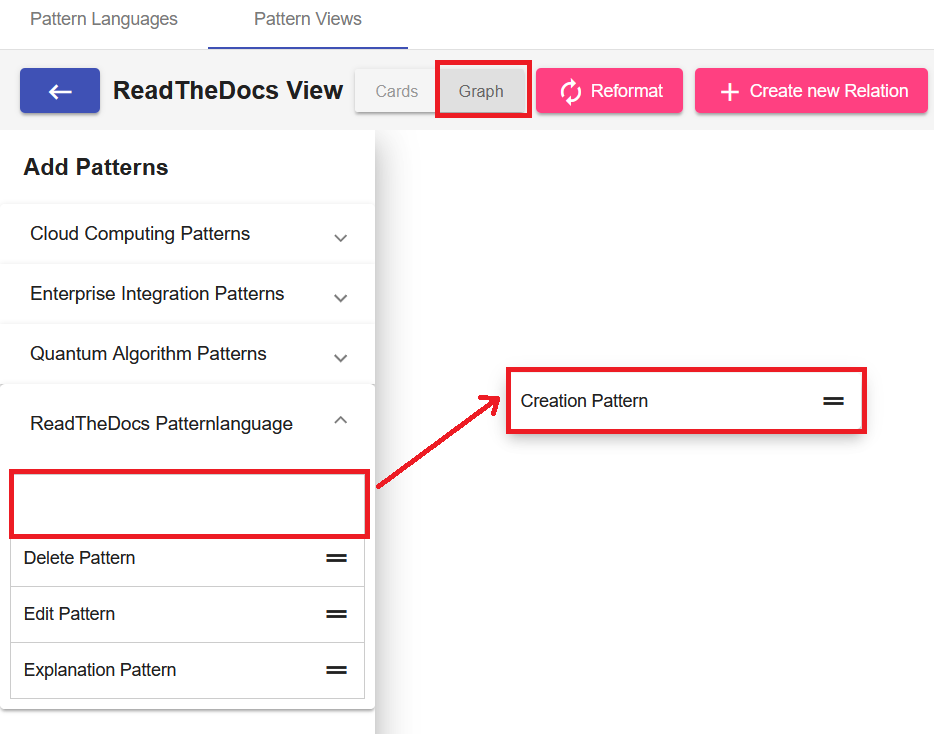 Pattern Languages Pattern Views
ReadTheDocs View Cards Graph Reformat Create new Relation
Add Patterns
Cloud Computing Patterns
Enterprise Integration Patterns
Quantum Algorithm Patterns
ReadTheDocs Patternlanguage
Creation Pattern
Delete Pattern
Edit Pattern
Explanation Pattern